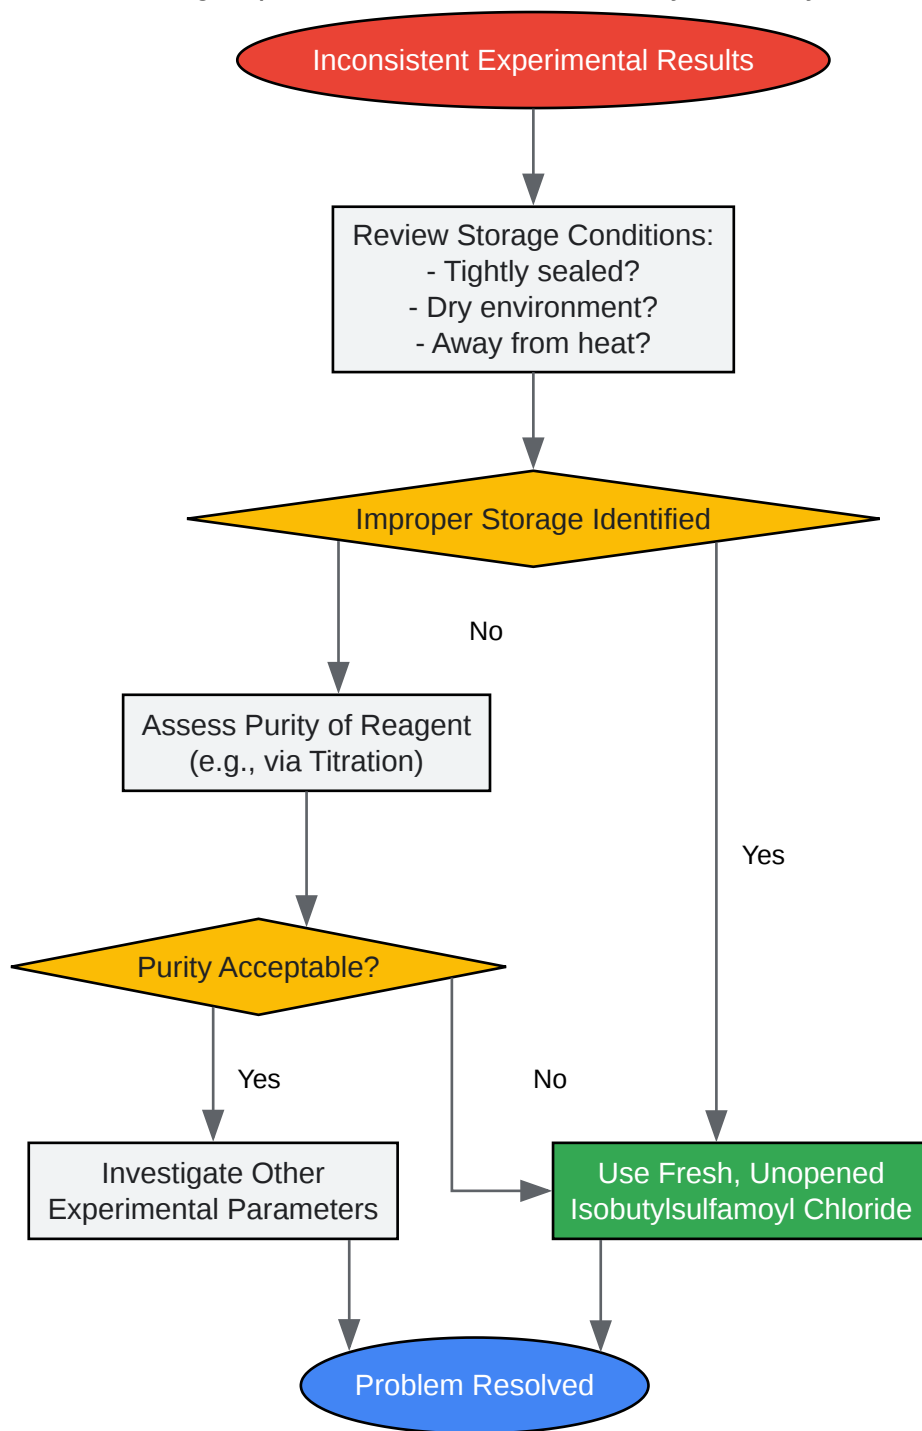 Inconsistent Experimental Results
Review Storage Conditions:
- Tightly sealed?
- Dry environment?
- Away from heat?
Improper Storage Identified
No
Assess Purity of Reagent
(e.g., via Titration)
Yes
Purity Acceptable?
Yes
No
Investigate Other
Experimental Parameters
Use Fresh, Unopened
Isobutylsulfamoyl Chloride
Problem Resolved